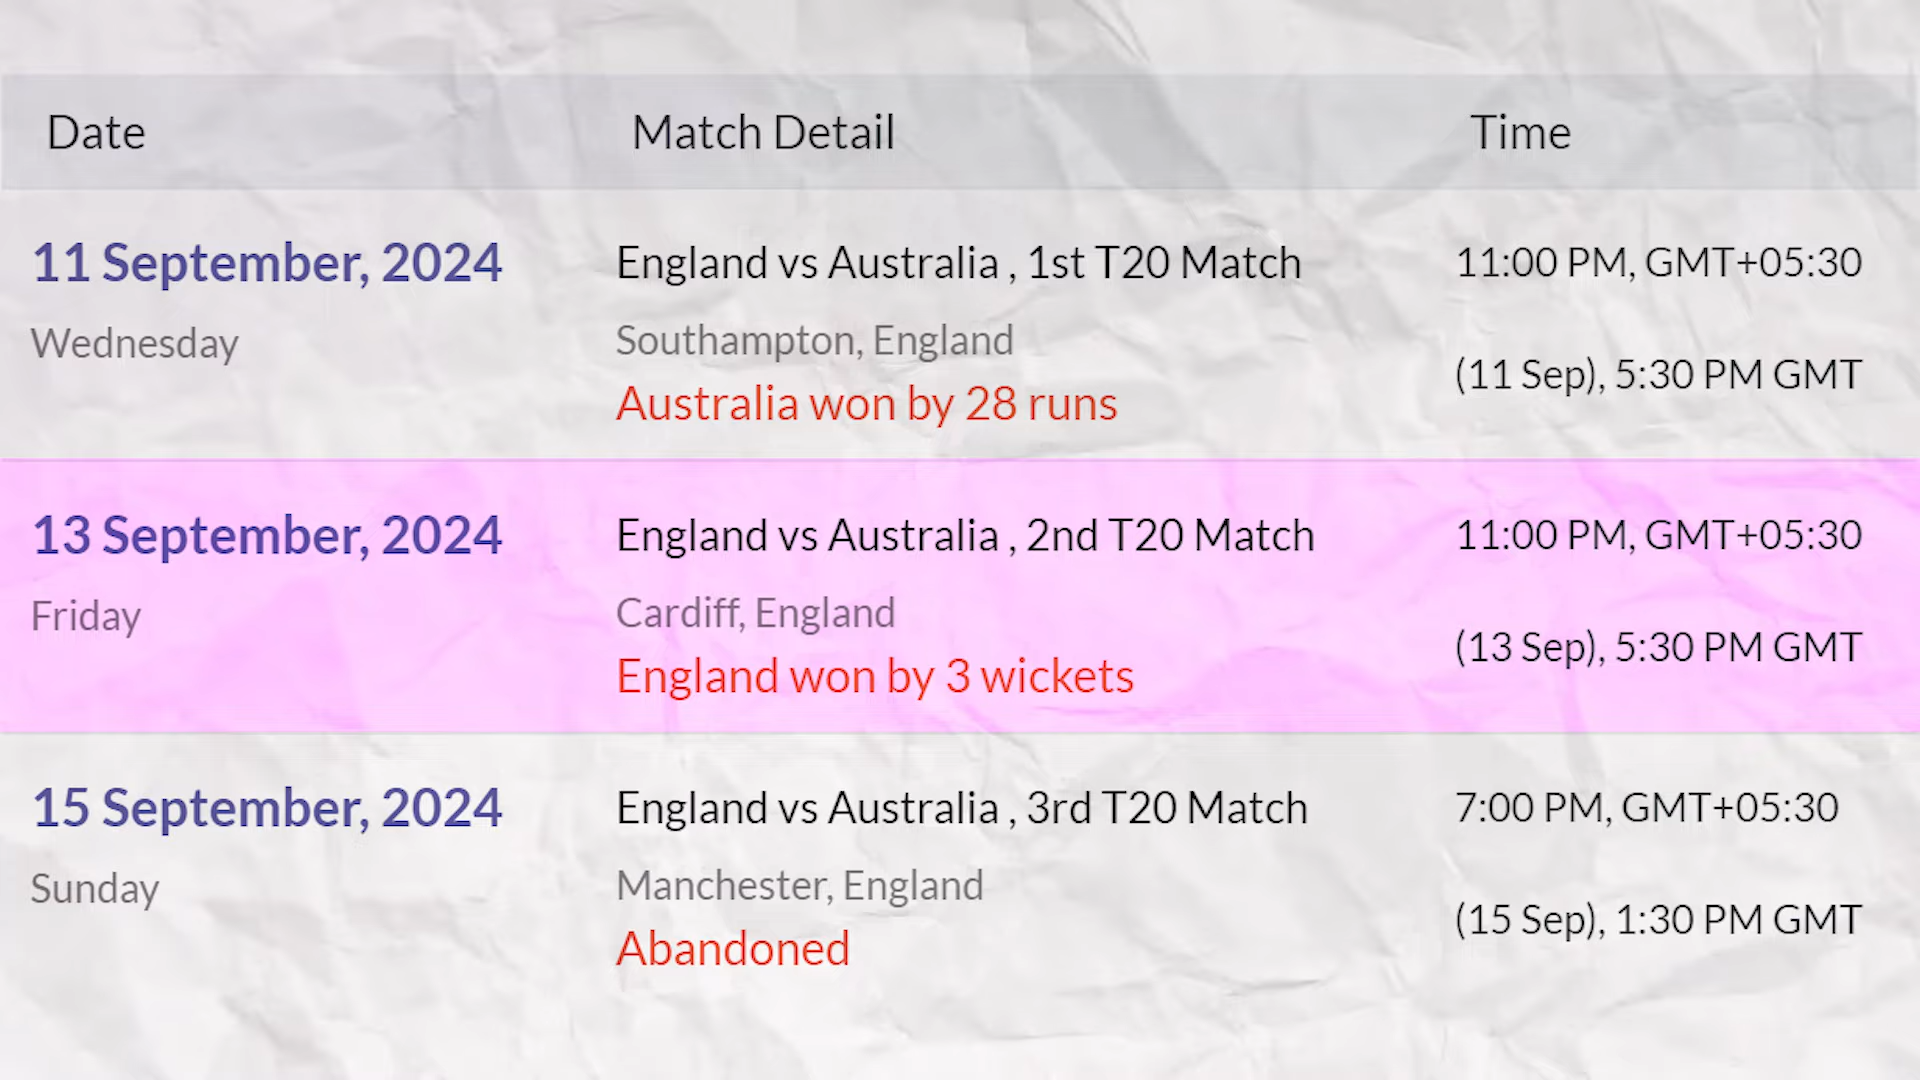 Date Match Detail Time
11 September, 2024 England vs Australia , 1st T20 Match 11:00 PM, GMT+05:30
Wednesday Southampton, England
(11 Sep), 5:30 PM GMT
Australia won by 28 runs
13 September, 2024 England vs Australia , 2nd T20 Match 11:00 PM, GMT+05:30
Friday Cardiff, England
(13 Sep), 5:30 PM GMT
England won by 3 wickets
15 September, 2024 England vs Australia , 3rd T20 Match 7:00 PM, GMT+05:30
Sunday Manchester, England
(15 Sep), 1:30 PM GMT
Abandoned